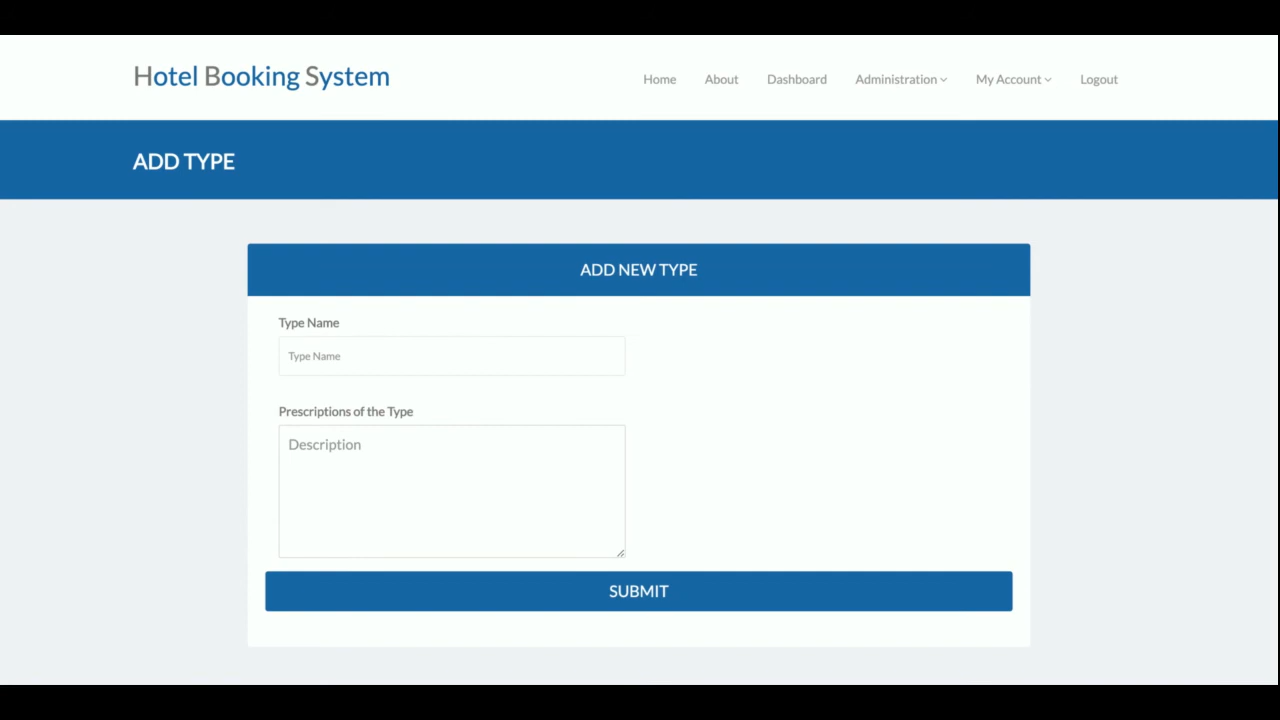 Hotel Booking System
Home About Dashboard Administration My Account Logout
ADD TYPE
ADD NEW TYPE
Type Name
Type Name
Prescriptions of the Type
Description
SUBMIT